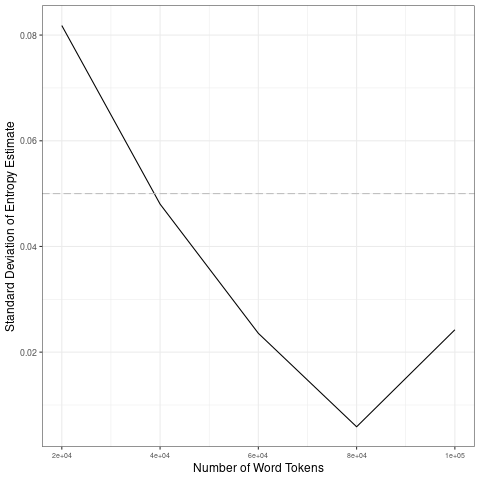 0.08
0.06
0.04
0.02
Standard Deviation of Entropy Estimate
2e+04 4e+04 6e+04 8e+04 1e+05
Number of Word Tokens